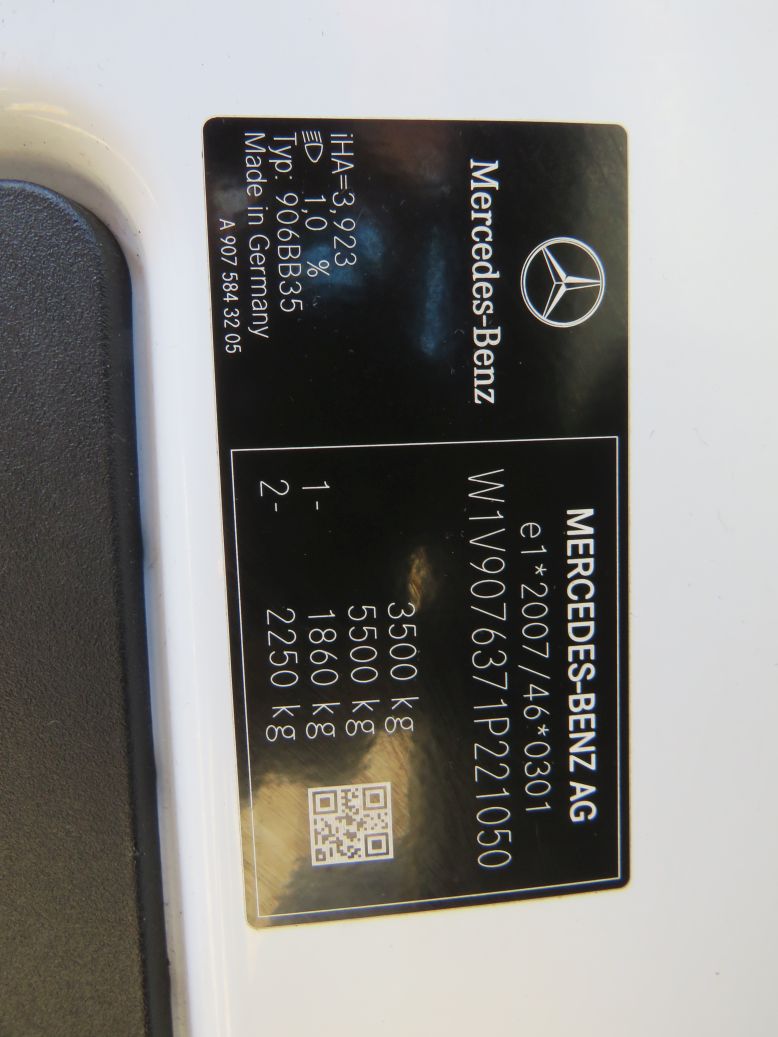 Mercedes-Benz
iHA=3,923
1,0 %
Typ: 906BB35
Made in Germany
A 907 584 32 05
MERCEDES-BENZ AG
e1*2007/46*0301
W1V9076371P221050
3500 kg
5500 kg
1- 1860 kg
2- 2250 kg